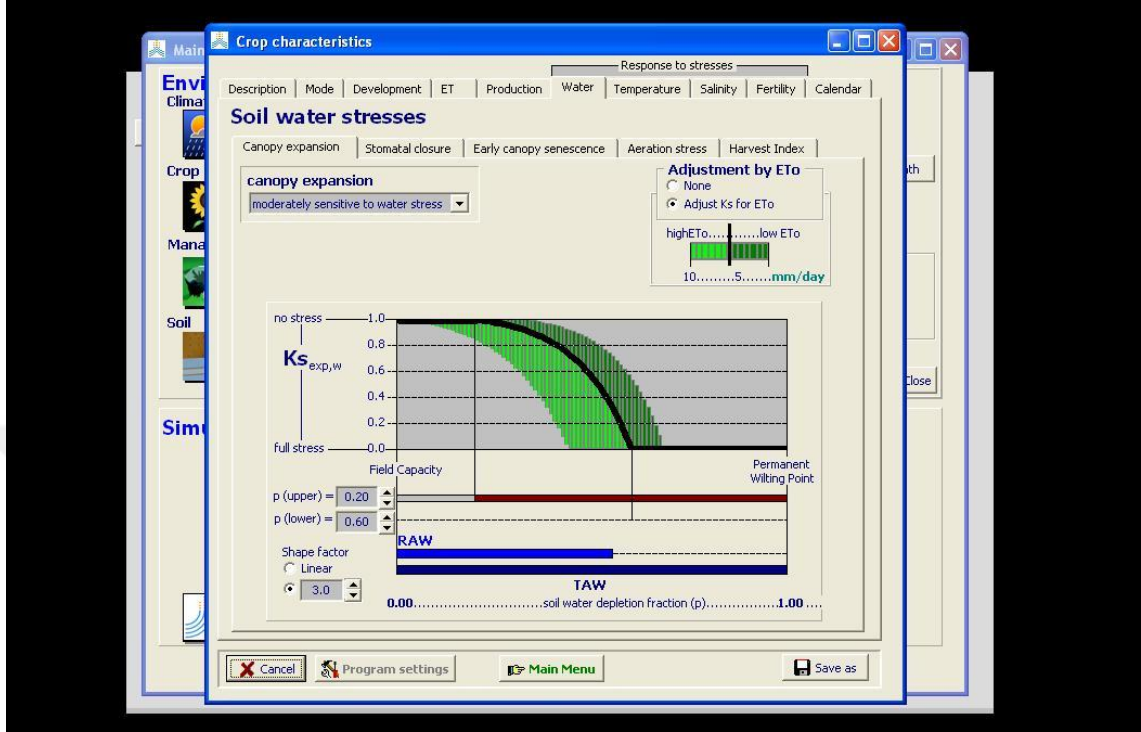 Main
Crop characteristics
Envi
Clima
Crop
Mana
Soil
Simu
th
Close
Response to stresses
Description Mode Development ET Production Water Temperature Salinity Fertility Calendar
Soil water stresses
Canopy expansion Stomatal closure Early canopy senescence Aeration stress Harvest Index
canopy expansion
moderately sensitive to water stress
Adjustment by ETo
None
Adjust Ks for ETo
highETo............low ETo
10.........5.......mm/day
no stress
Ks exp,w
full stress
1.0
0.8
0.6
0.4
0.2
0.0
Field Capacity
Permanent
Wilting Point
p (upper) = 0.20
p (lower) = 0.60
RAW
Shape factor
Linear
3.0
TAW
0.00.............................soil water depletion fraction (p)................1.00 ....
Cancel Program settings Main Menu Save as